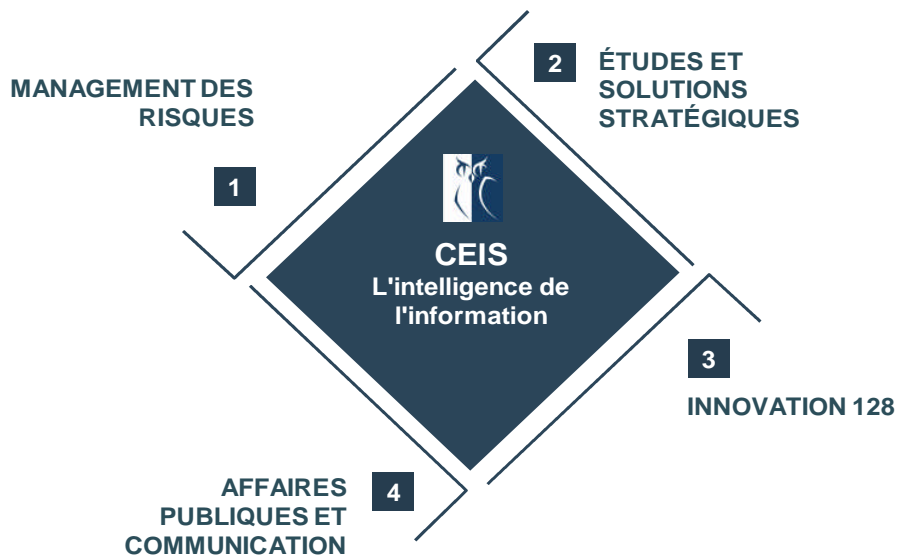 MANAGEMENT DES
RISQUES
1
2
ÉTUDES ET
SOLUTIONS
STRATÉGIQUES
CEIS
L'intelligence de
l'information
3
INNOVATION 128
4
AFFAIRES
PUBLIQUES ET
COMMUNICATION